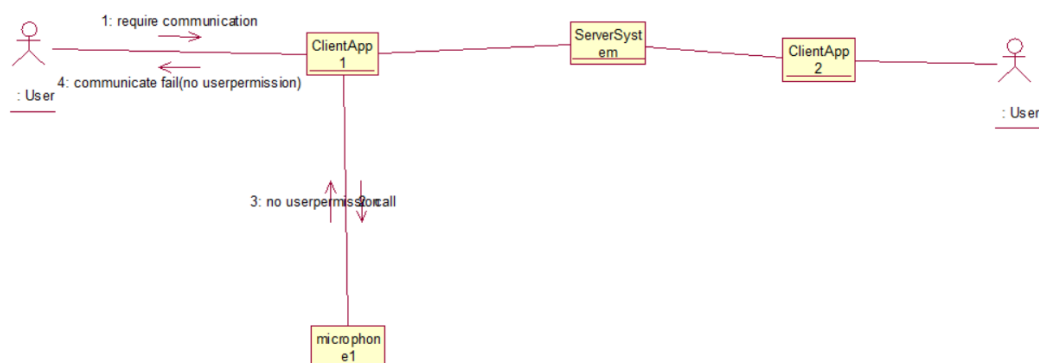 1: require communication
ClientApp
1
ServerSyst
em
ClientApp
2
4: communicate fail(no userpermission)
: User
: User
3: no userpermission
2: call
microphon
e1